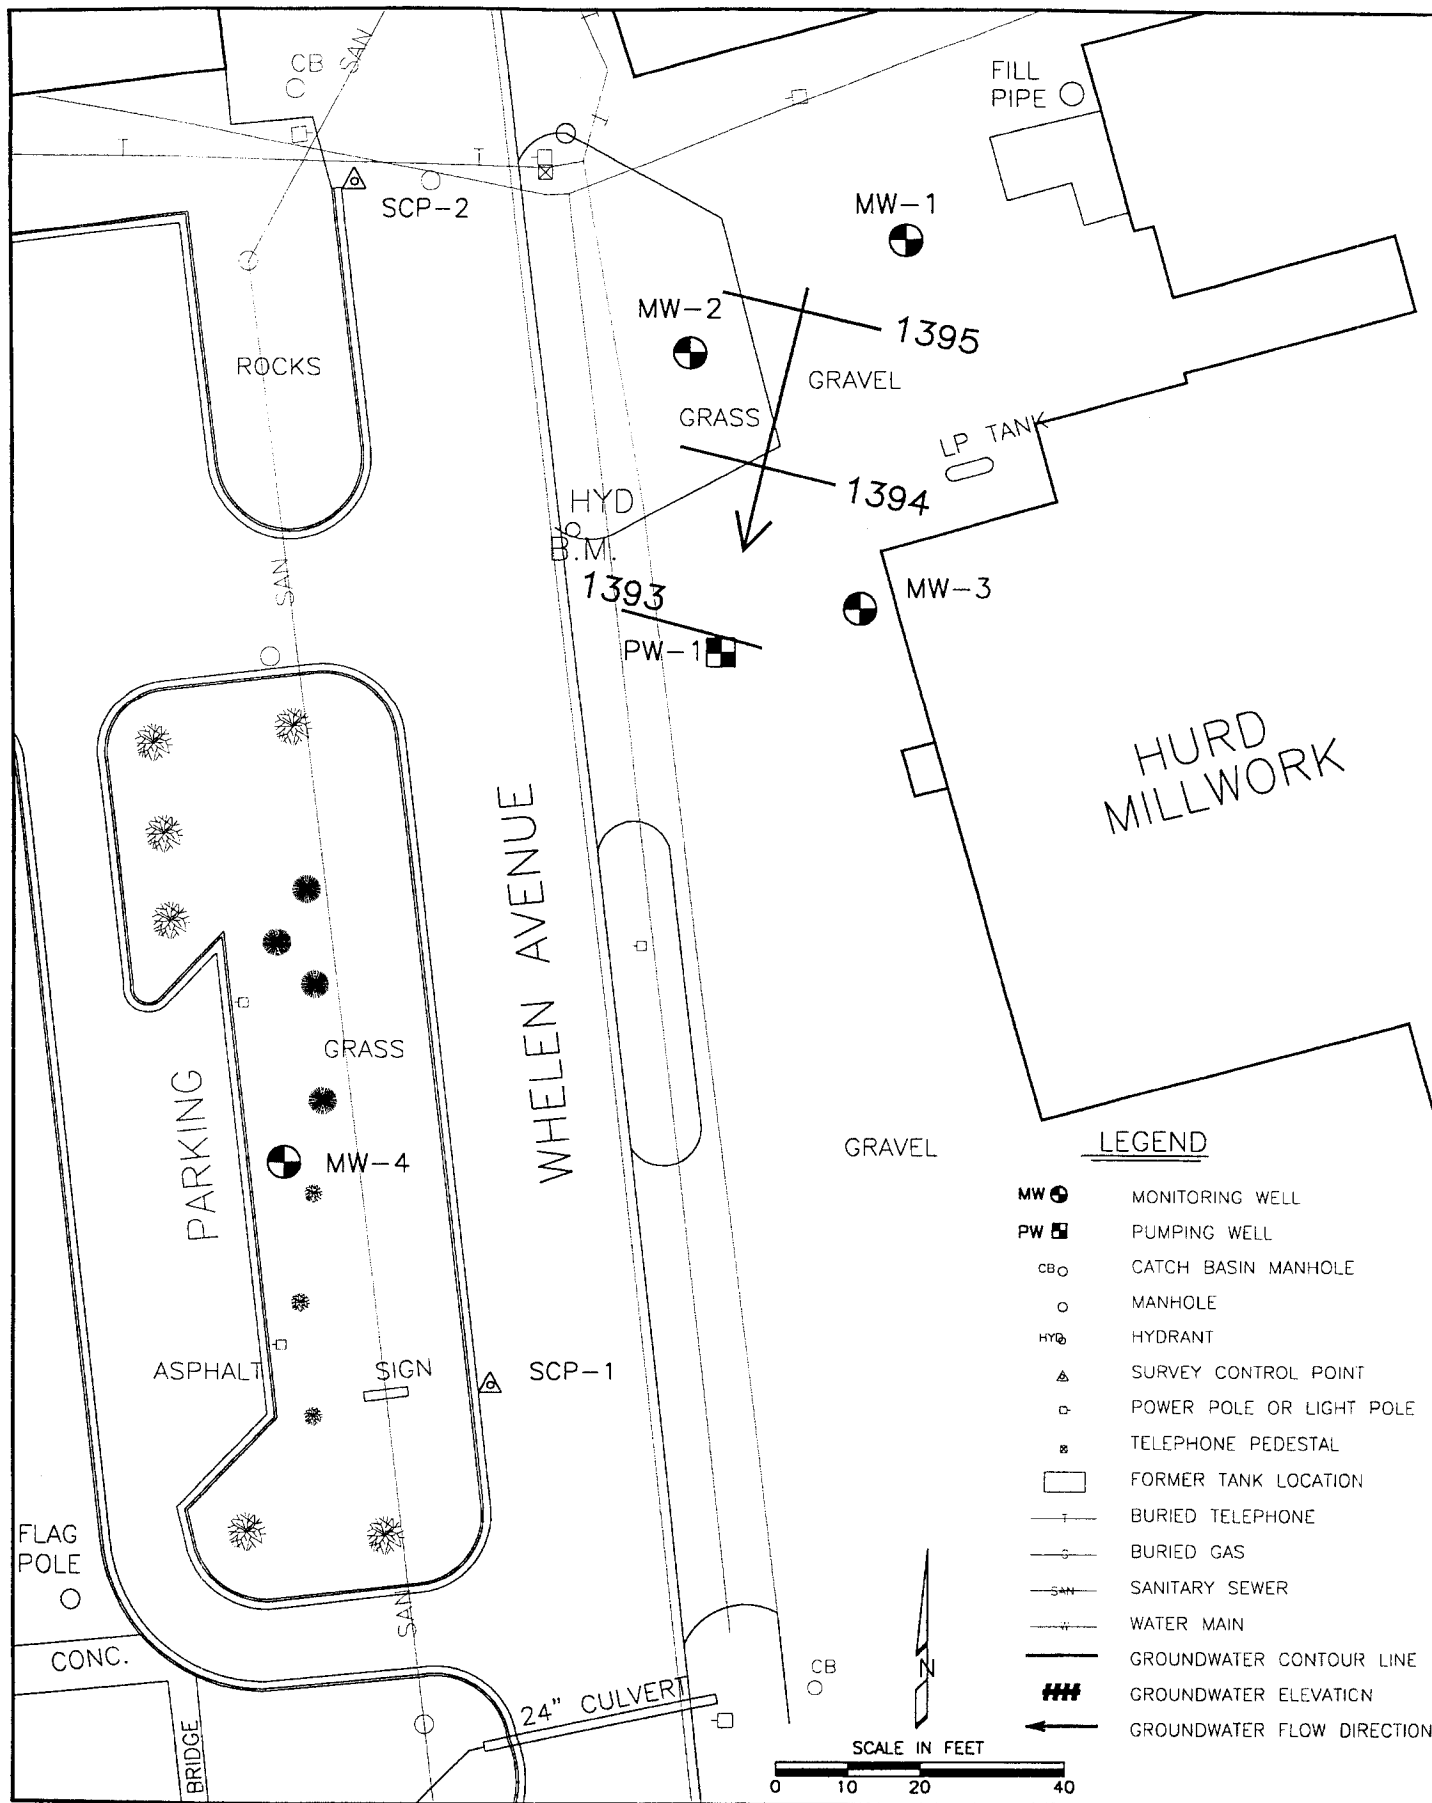 SAN
CB
FILL
PIPE
T
T
I
I
SCP-2
MW-1
MW-2
1395
ROCKS
GRAVEL
GRASS
LP TANK
1394
HYD
B.M.
SAN
1393
MW-3
PW-1
HURD
MILLWORK
WHELEN AVENUE
GRASS
PARKING
MW-4
GRAVEL
ASPHALT
SIGN
SCP-1
FLAG
POLE
SAN
CONC.
BRIDGE
24" CULVERT
CB
N
SCALE IN FEET
0 10 20 40
LEGEND
MW MONITORING WELL
PW PUMPING WELL
CB CATCH BASIN MANHOLE
MANHOLE
HYD HYDRANT
SURVEY CONTROL POINT
POWER POLE OR LIGHT POLE
TELEPHONE PEDESTAL
FORMER TANK LOCATION
T BURIED TELEPHONE
G BURIED GAS
SAN SANITARY SEWER
W WATER MAIN
GROUNDWATER CONTOUR LINE
#### GROUNDWATER ELEVATION
GROUNDWATER FLOW DIRECTION